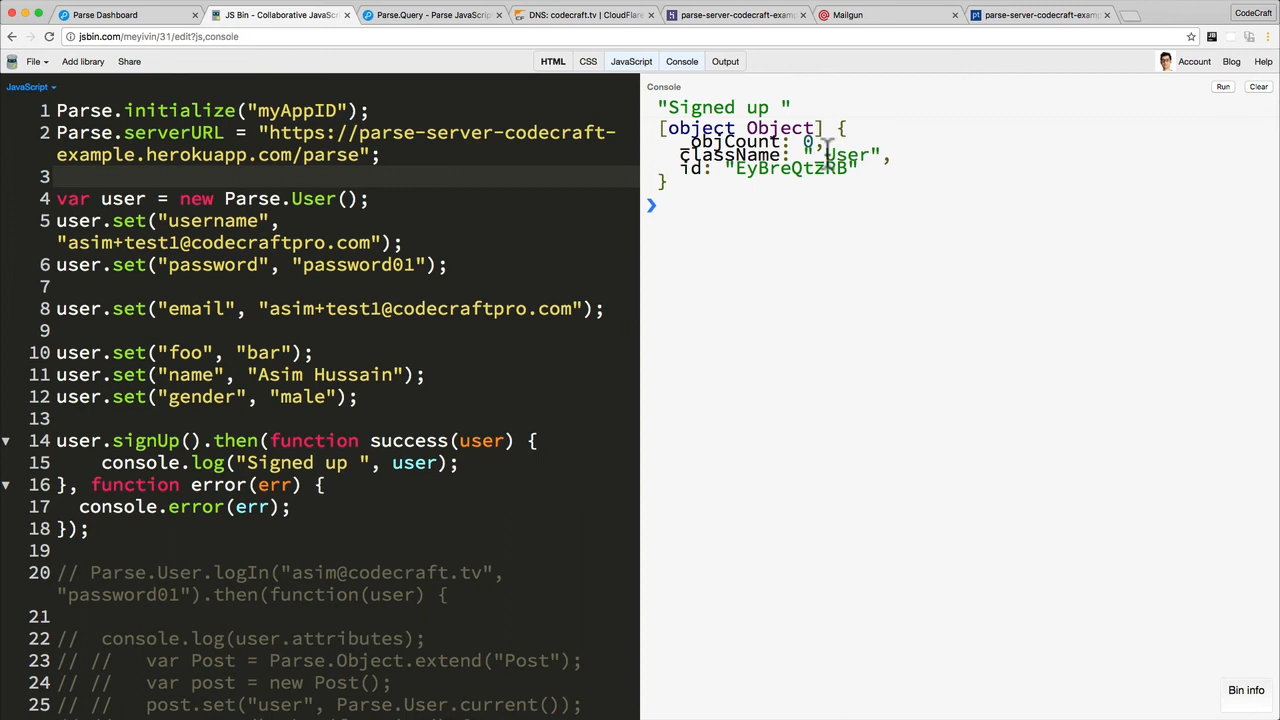 Parse Dashboard
JS Bin - Collaborative JavaScri
Parse.Query - Parse JavaScript
DNS: codecraft.tv | CloudFlare
parse-server-codecraft-examp
Mailgun
parse-server-codecraft-examp
CodeCraft
jsbin.com/meyivin/31/edit?js,console
File Add library Share
HTML CSS JavaScript Console Output
Account Blog Help
JavaScript
1 Parse.initialize("myAppID");
2 Parse.serverURL = "https://parse-server-codecraft-
example.herokuapp.com/parse";
3
4 var user = new Parse.User();
5 user.set("username",
"asim+test1@codecraftpro.com");
6 user.set("password", "password01");
7
8 user.set("email", "asim+test1@codecraftpro.com");
9
10 user.set("foo", "bar");
11 user.set("name", "Asim Hussain");
12 user.set("gender", "male");
13
14 user.signUp().then(function success(user) {
15 console.log("Signed up ", user);
16 }, function error(err) {
17 console.error(err);
18 });
19
20 // Parse.User.logIn("asim@codecraft.tv",
"password01").then(function(user) {
21
22 // console.log(user.attributes);
23 // // var Post = Parse.Object.extend("Post");
24 // // var post = new Post();
25 // // post.set("user", Parse.User.current());
Console
Run Clear
"Signed up "
[object Object] {
_objCount: 0,
className: "_User",
id: "EyBreQtzRB"
}
Bin info